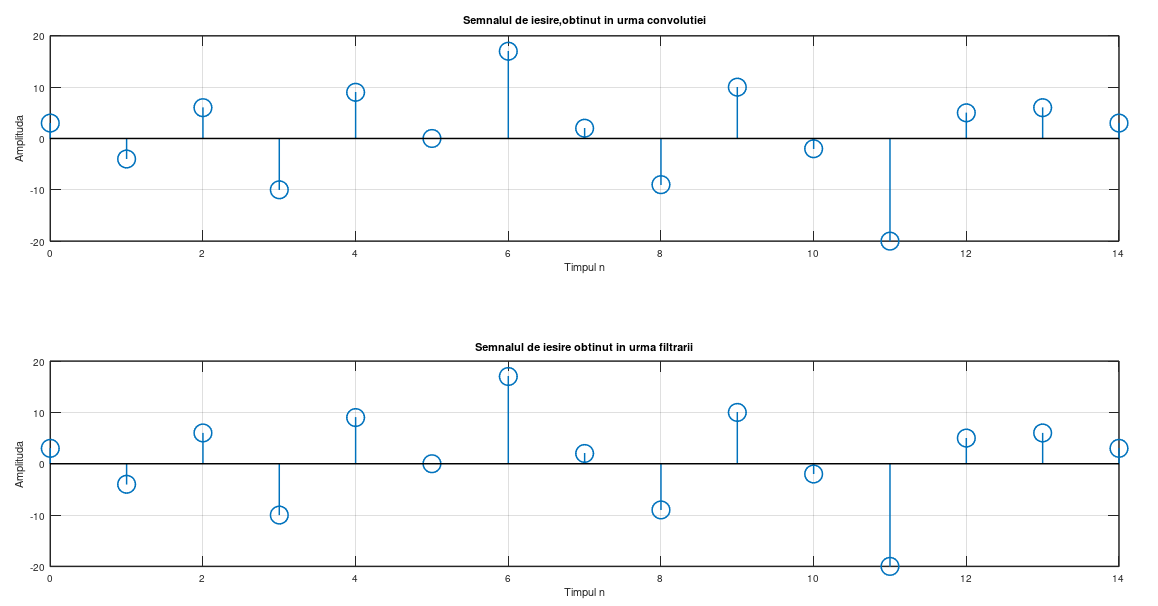 Semnalul de iesire,obtinut in urma convolutiei
20
10
0
-10
-20
Amplituda
0 2 4 6 8 10 12 14
Timpul n
Semnalul de iesire obtinut in urma filtrarii
20
10
0
-10
-20
Amplituda
0 2 4 6 8 10 12 14
Timpul n